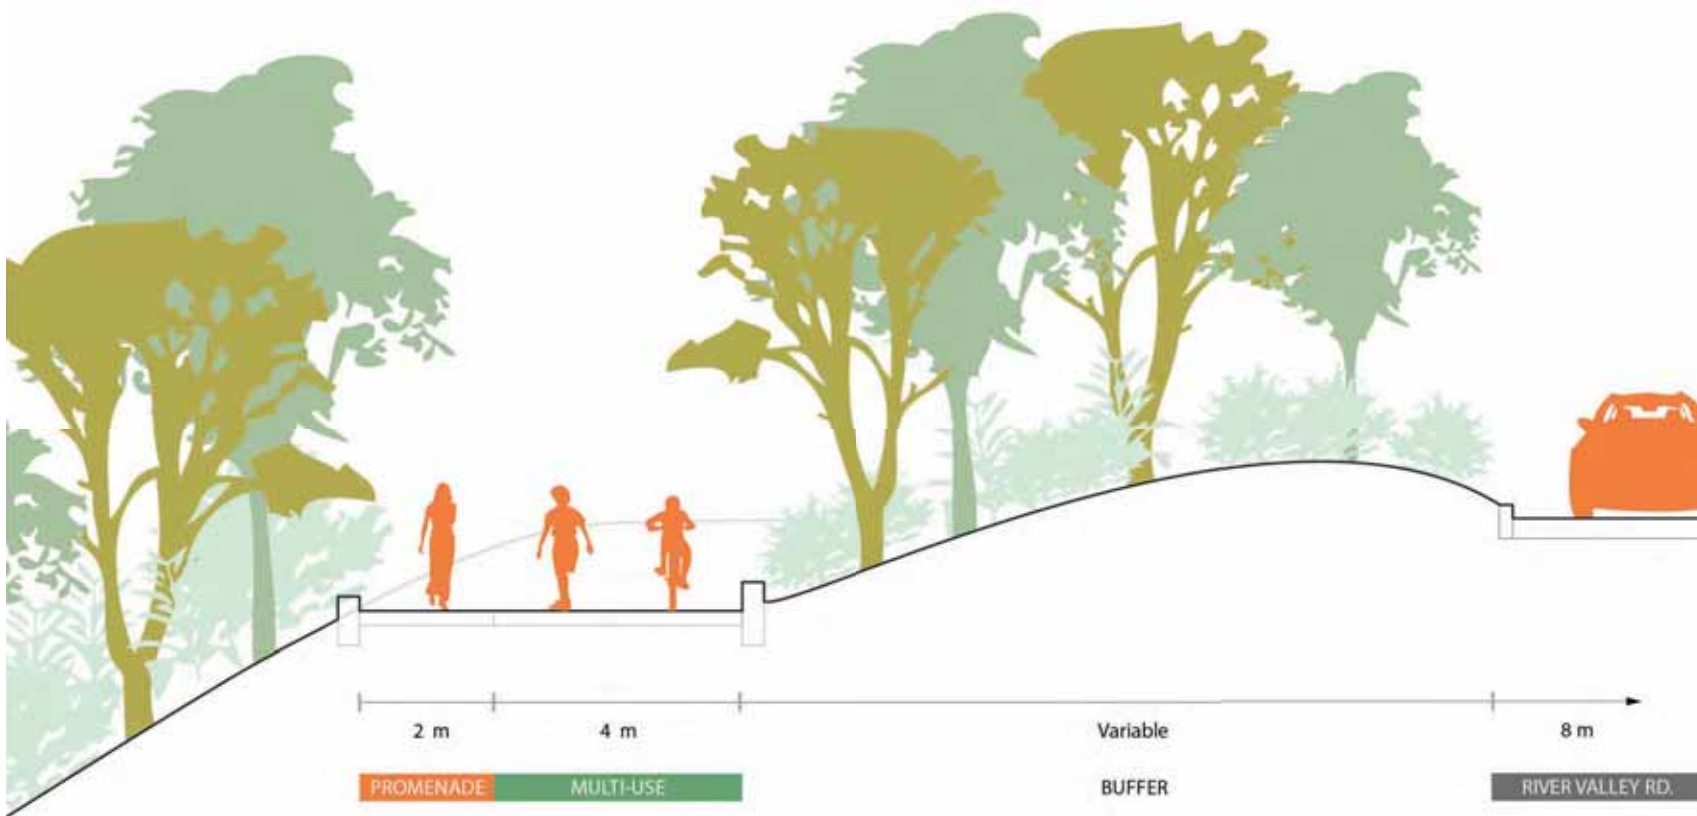 2 m 4 m Variable 8 m
PROMENADE MULTI-USE BUFFER RIVER VALLEY RD.